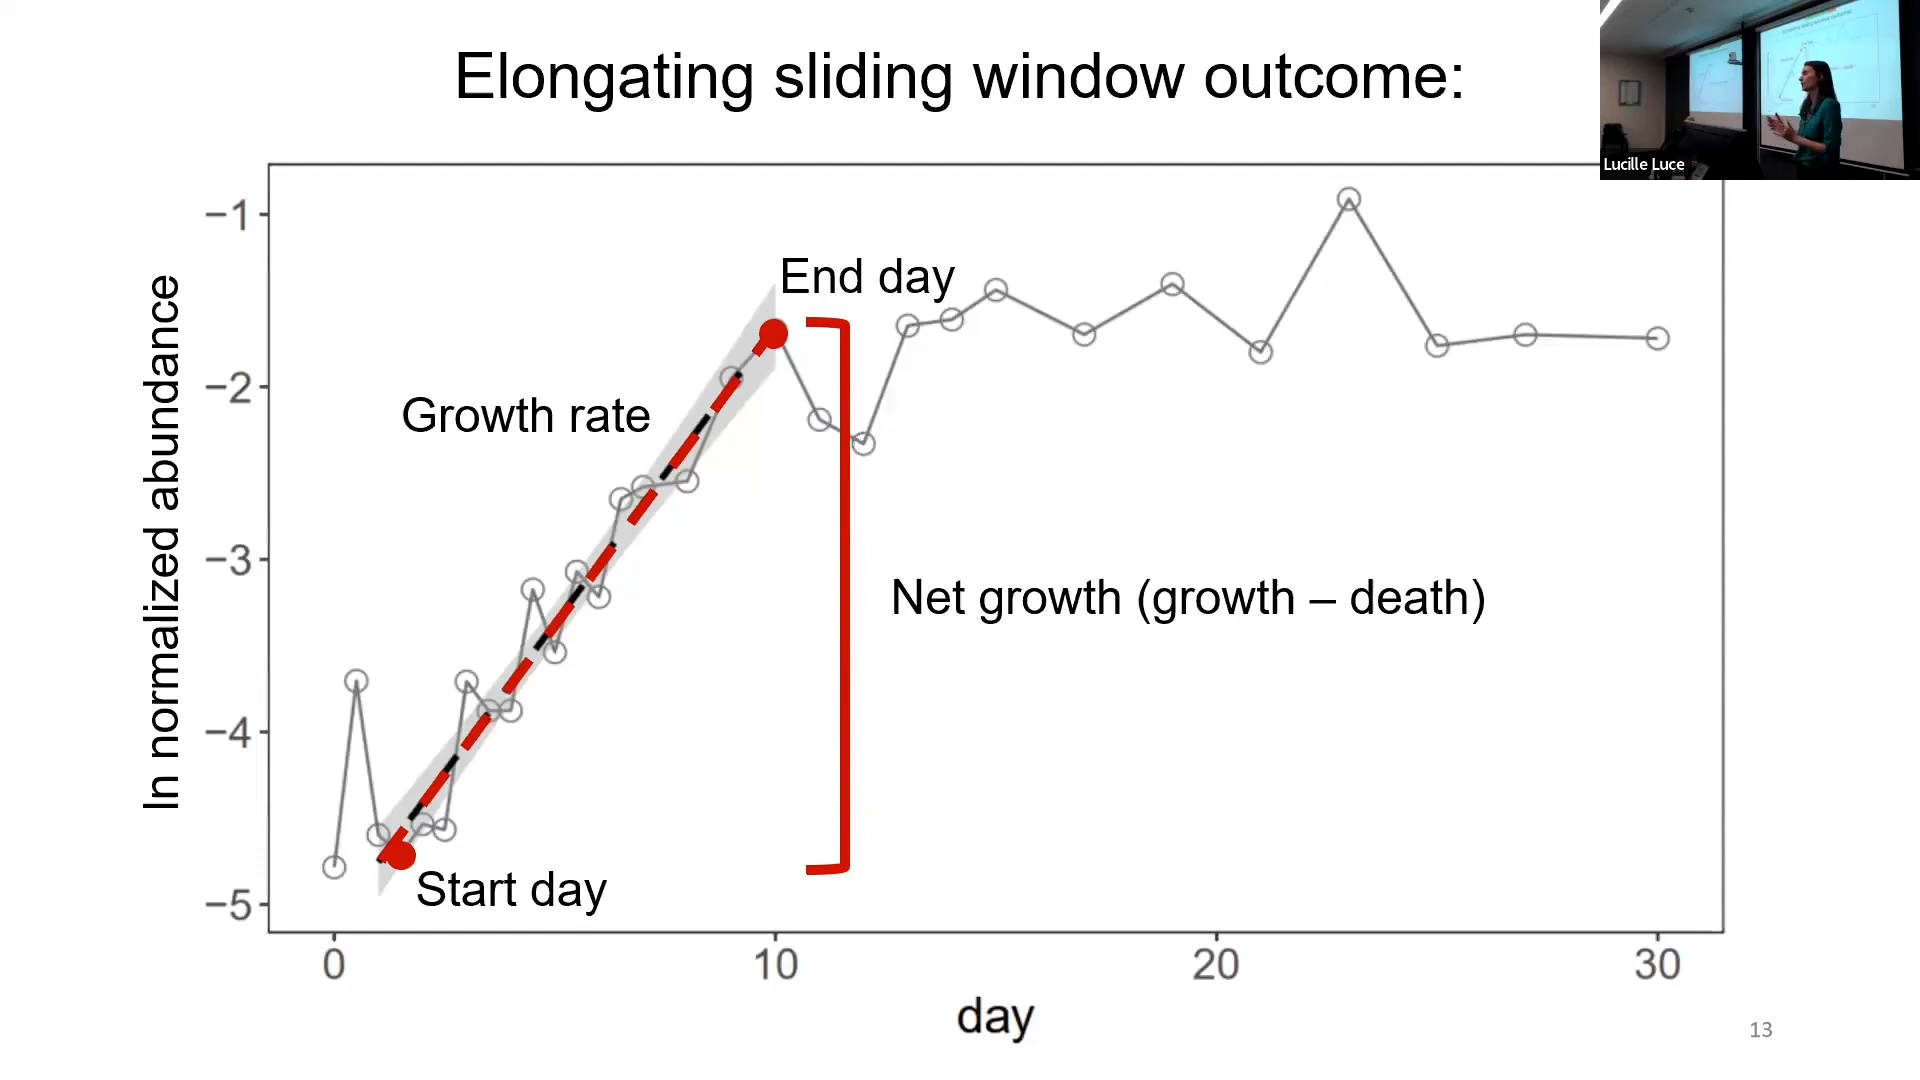 Elongating sliding window outcome:
Lucille Luce
−1
End day
−2
Growth rate
ln normalized abundance
−3
Net growth (growth – death)
−4
Start day
−5
0
10
20
30
day
13